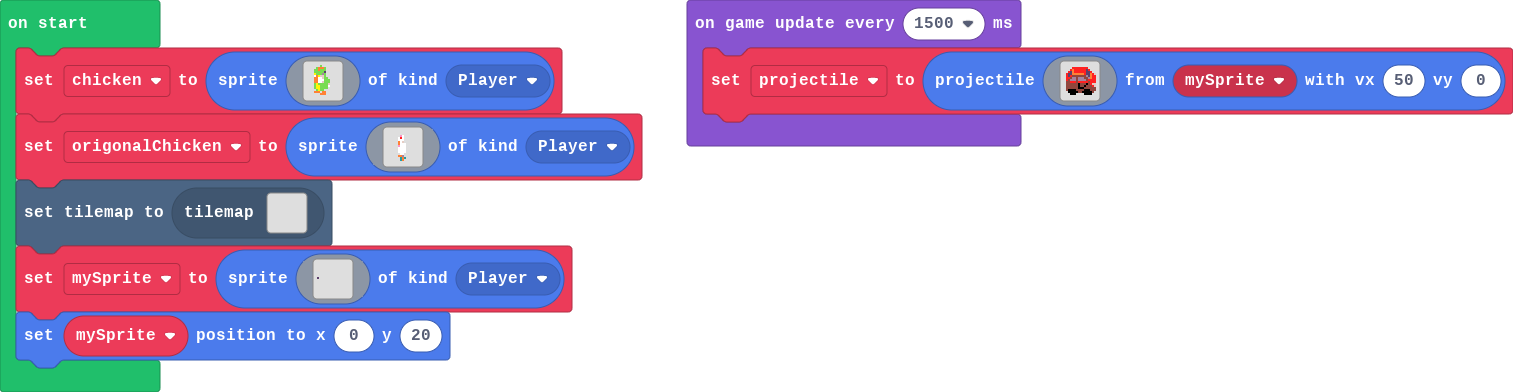 on start
set chicken to sprite of kind Player
set origonalChicken to sprite of kind Player
set tilemap to tilemap
set mySprite to sprite of kind Player
set mySprite position to x 0 y 20
on game update every 1500 ms
set projectile to projectile from mySprite with vx 50 vy 0